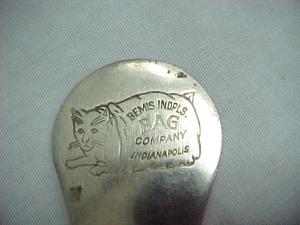 BEMIS INDPLS.
BAG
COMPANY
INDIANAPOLIS